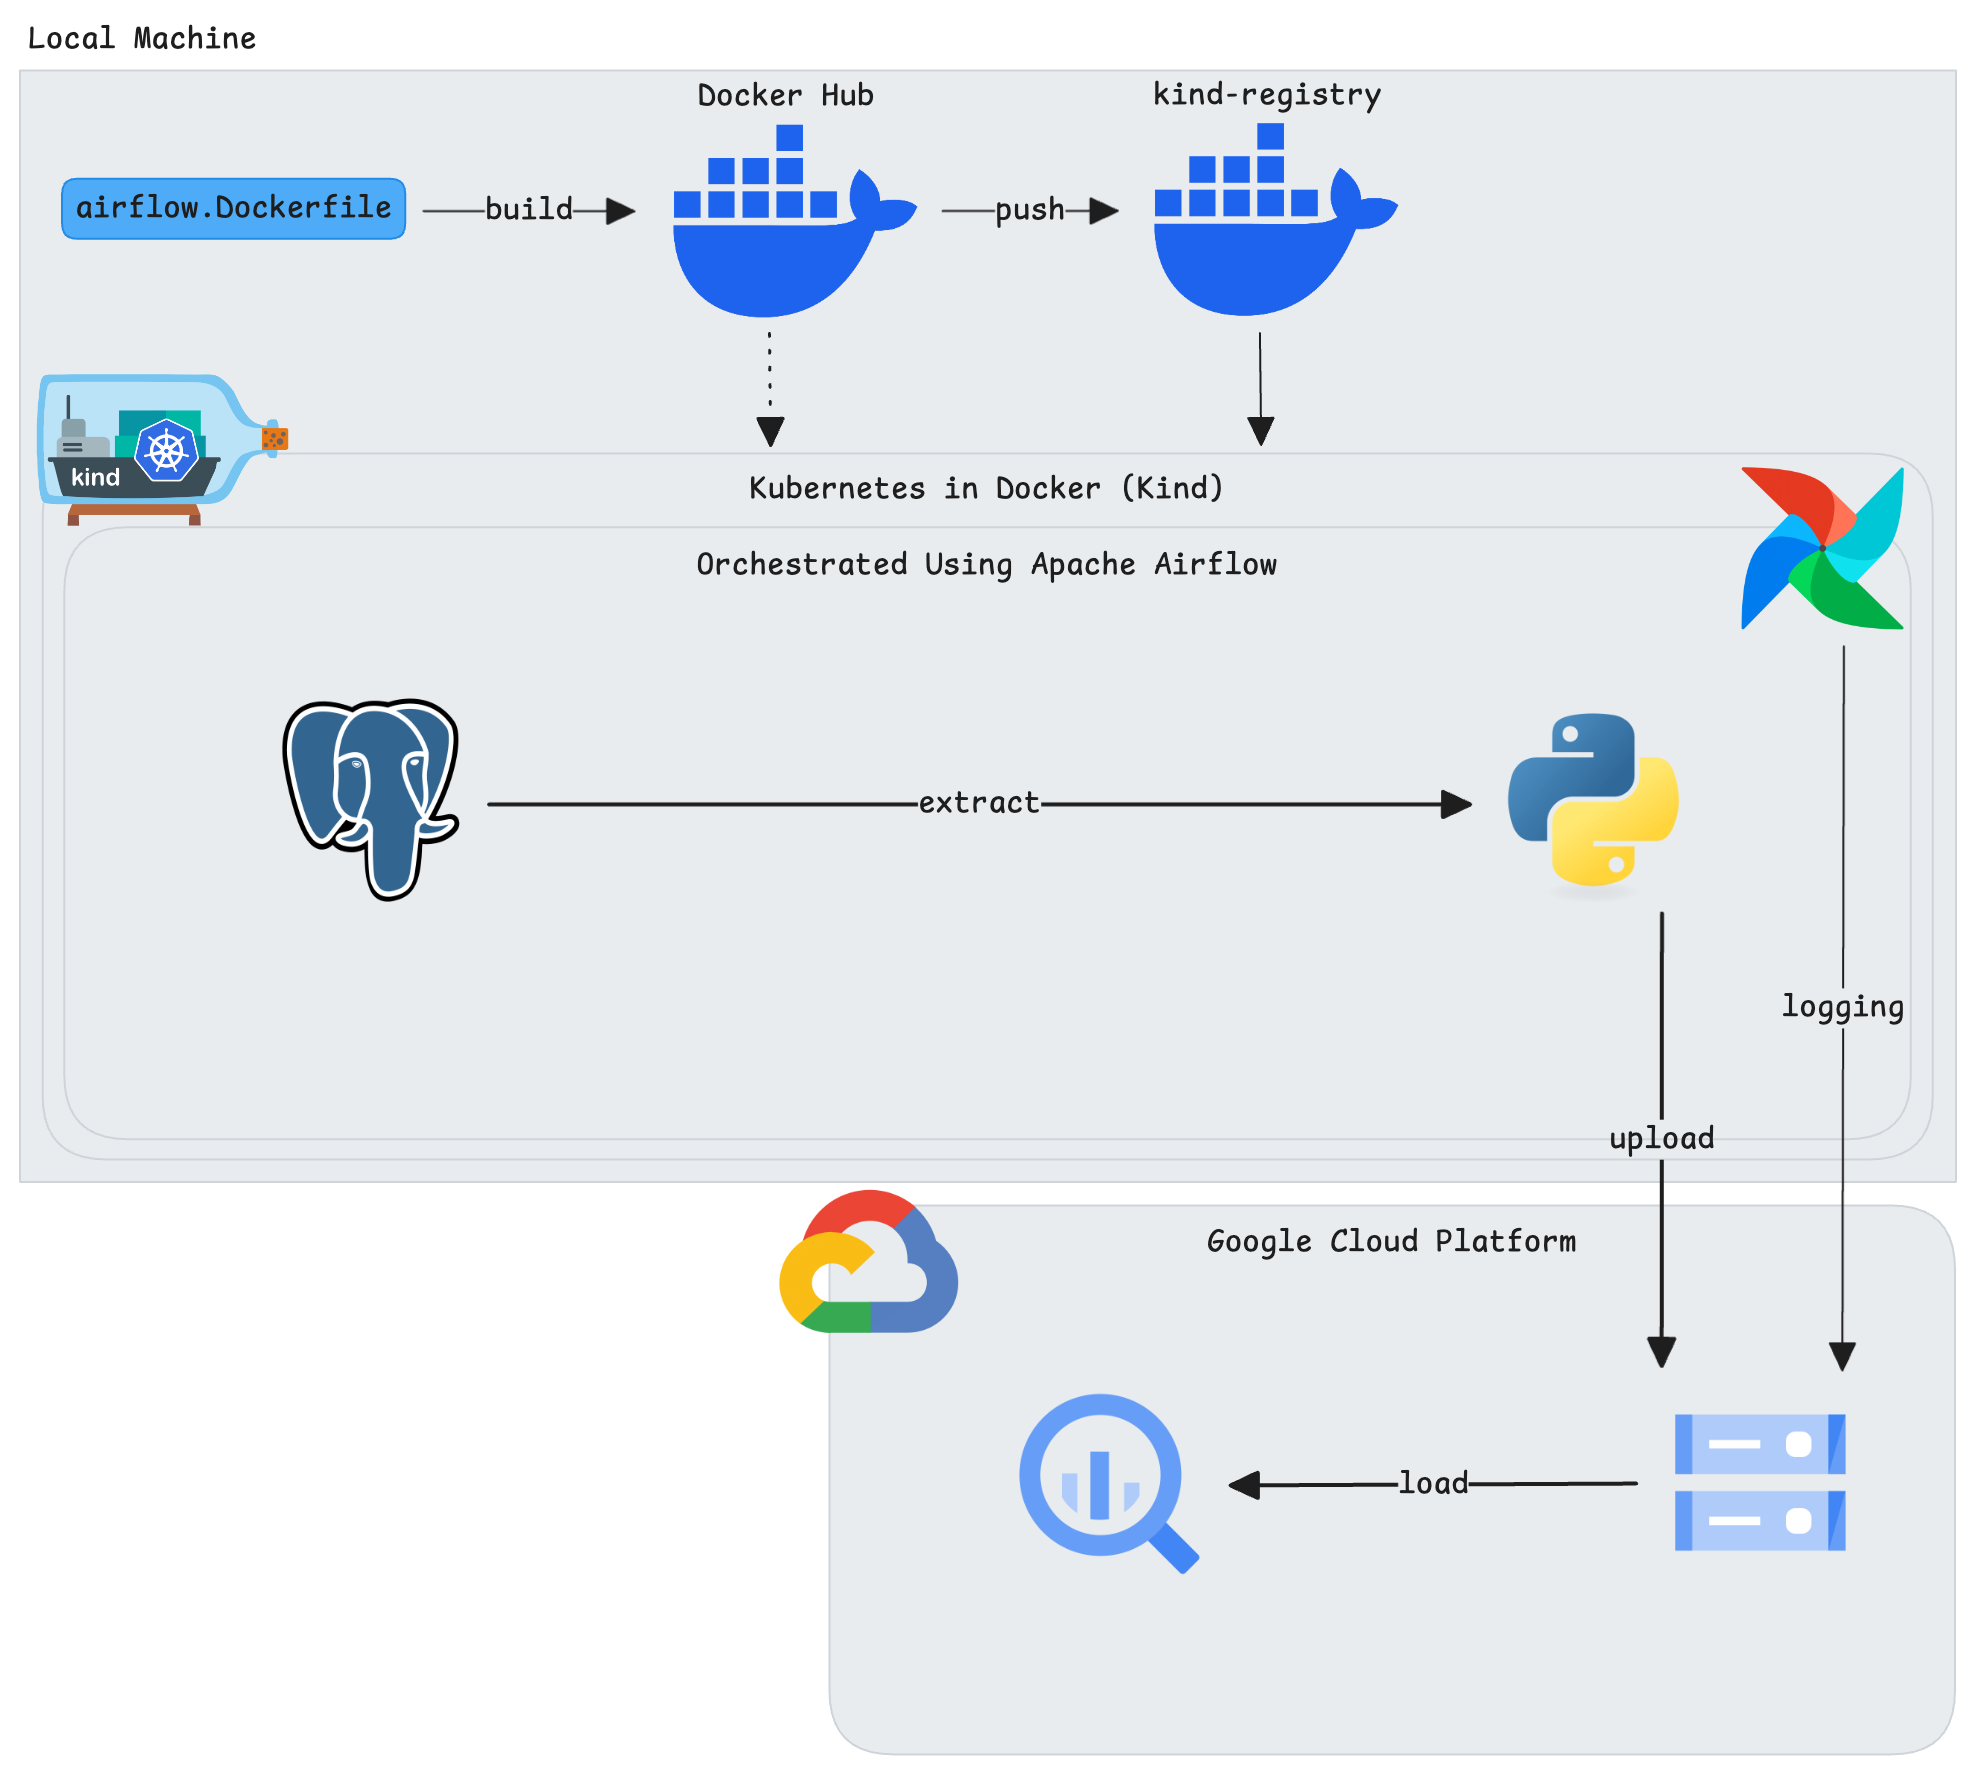 Local Machine
Docker Hub
kind-registry
airflow.Dockerfile
build
push
kind
Kubernetes in Docker (Kind)
Orchestrated Using Apache Airflow
extract
logging
upload
Google Cloud Platform
load